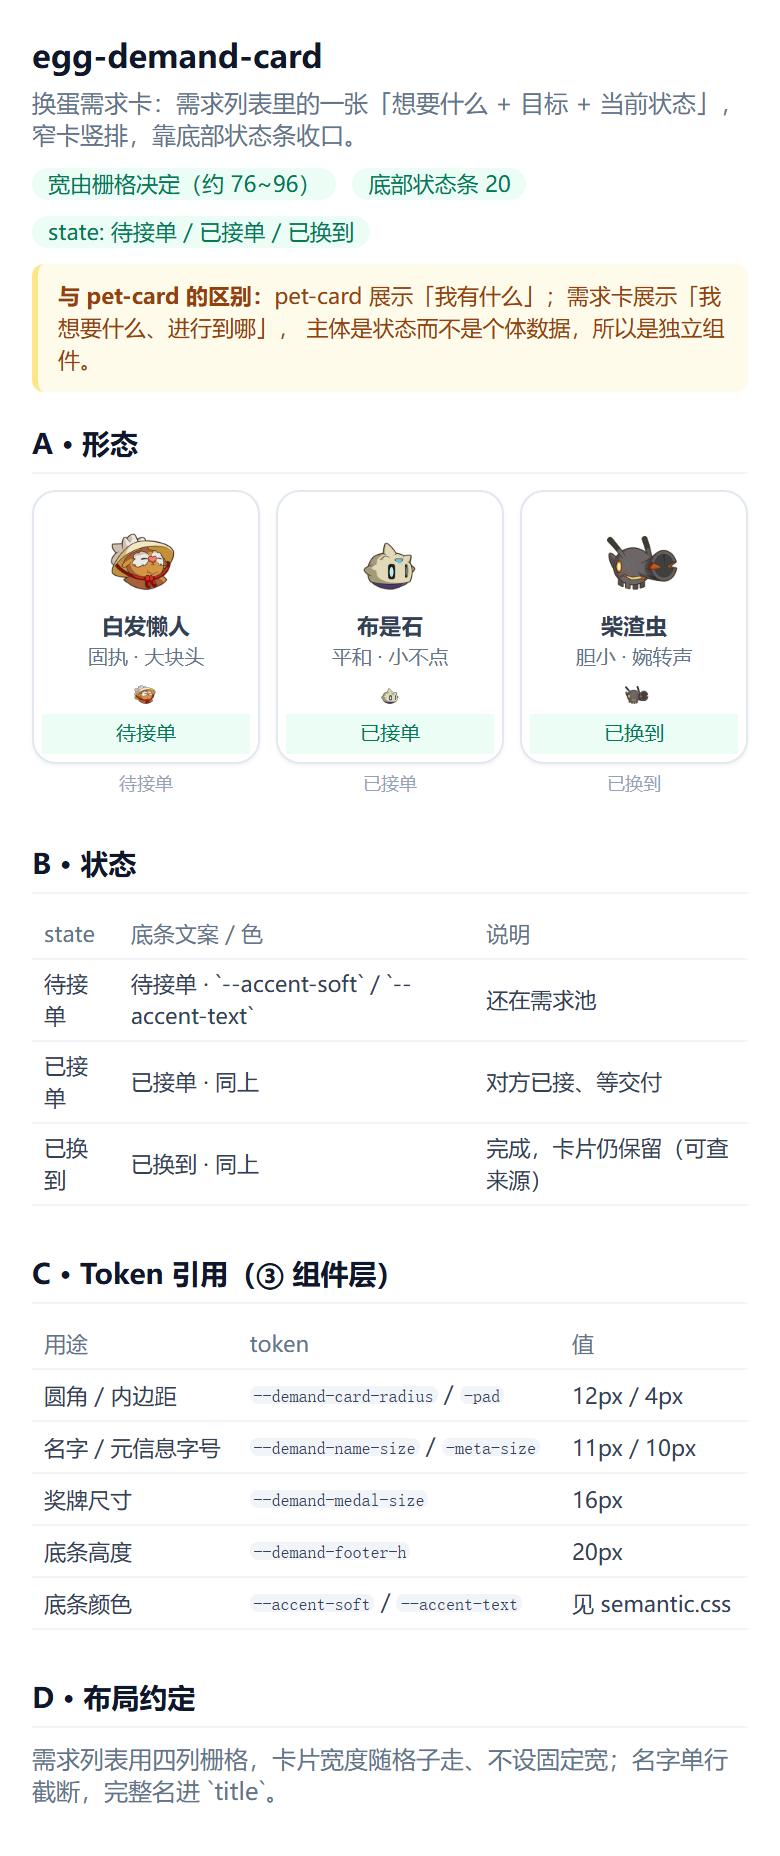 egg-demand-card
换蛋需求卡：需求列表里的一张「想要什么 + 目标 + 当前状态」，
窄卡竖排，靠底部状态条收口。
宽由栅格决定（约 76~96） 底部状态条 20
state: 待接单 / 已接单 / 已换到
与 pet-card 的区别：pet-card 展示「我有什么」；需求卡展示「我
想要什么、进行到哪」， 主体是状态而不是个体数据，所以是独立组
件。
A · 形态
白发懒人 布是石 柴渣虫
固执 · 大块头 平和 · 小不点 胆小 · 婉转声
待接单 已接单 已换到
待接单 已接单 已换到
B · 状态
state 底条文案 / 色 说明
待接 待接单 · `--accent-soft` / `-- 还在需求池
单 accent-text`
已接 已接单 · 同上 对方已接、等交付
单
已换 已换到 · 同上 完成，卡片仍保留（可查
到 来源）
C · Token 引用（③ 组件层）
用途 token 值
圆角 / 内边距 --demand-card-radius / -pad 12px / 4px
名字 / 元信息字号 --demand-name-size / -meta-size 11px / 10px
奖牌尺寸 --demand-medal-size 16px
底条高度 --demand-footer-h 20px
底条颜色 --accent-soft / --accent-text 见 semantic.css
D · 布局约定
需求列表用四列栅格，卡片宽度随格子走、不设固定宽；名字单行
截断，完整名进 `title`。